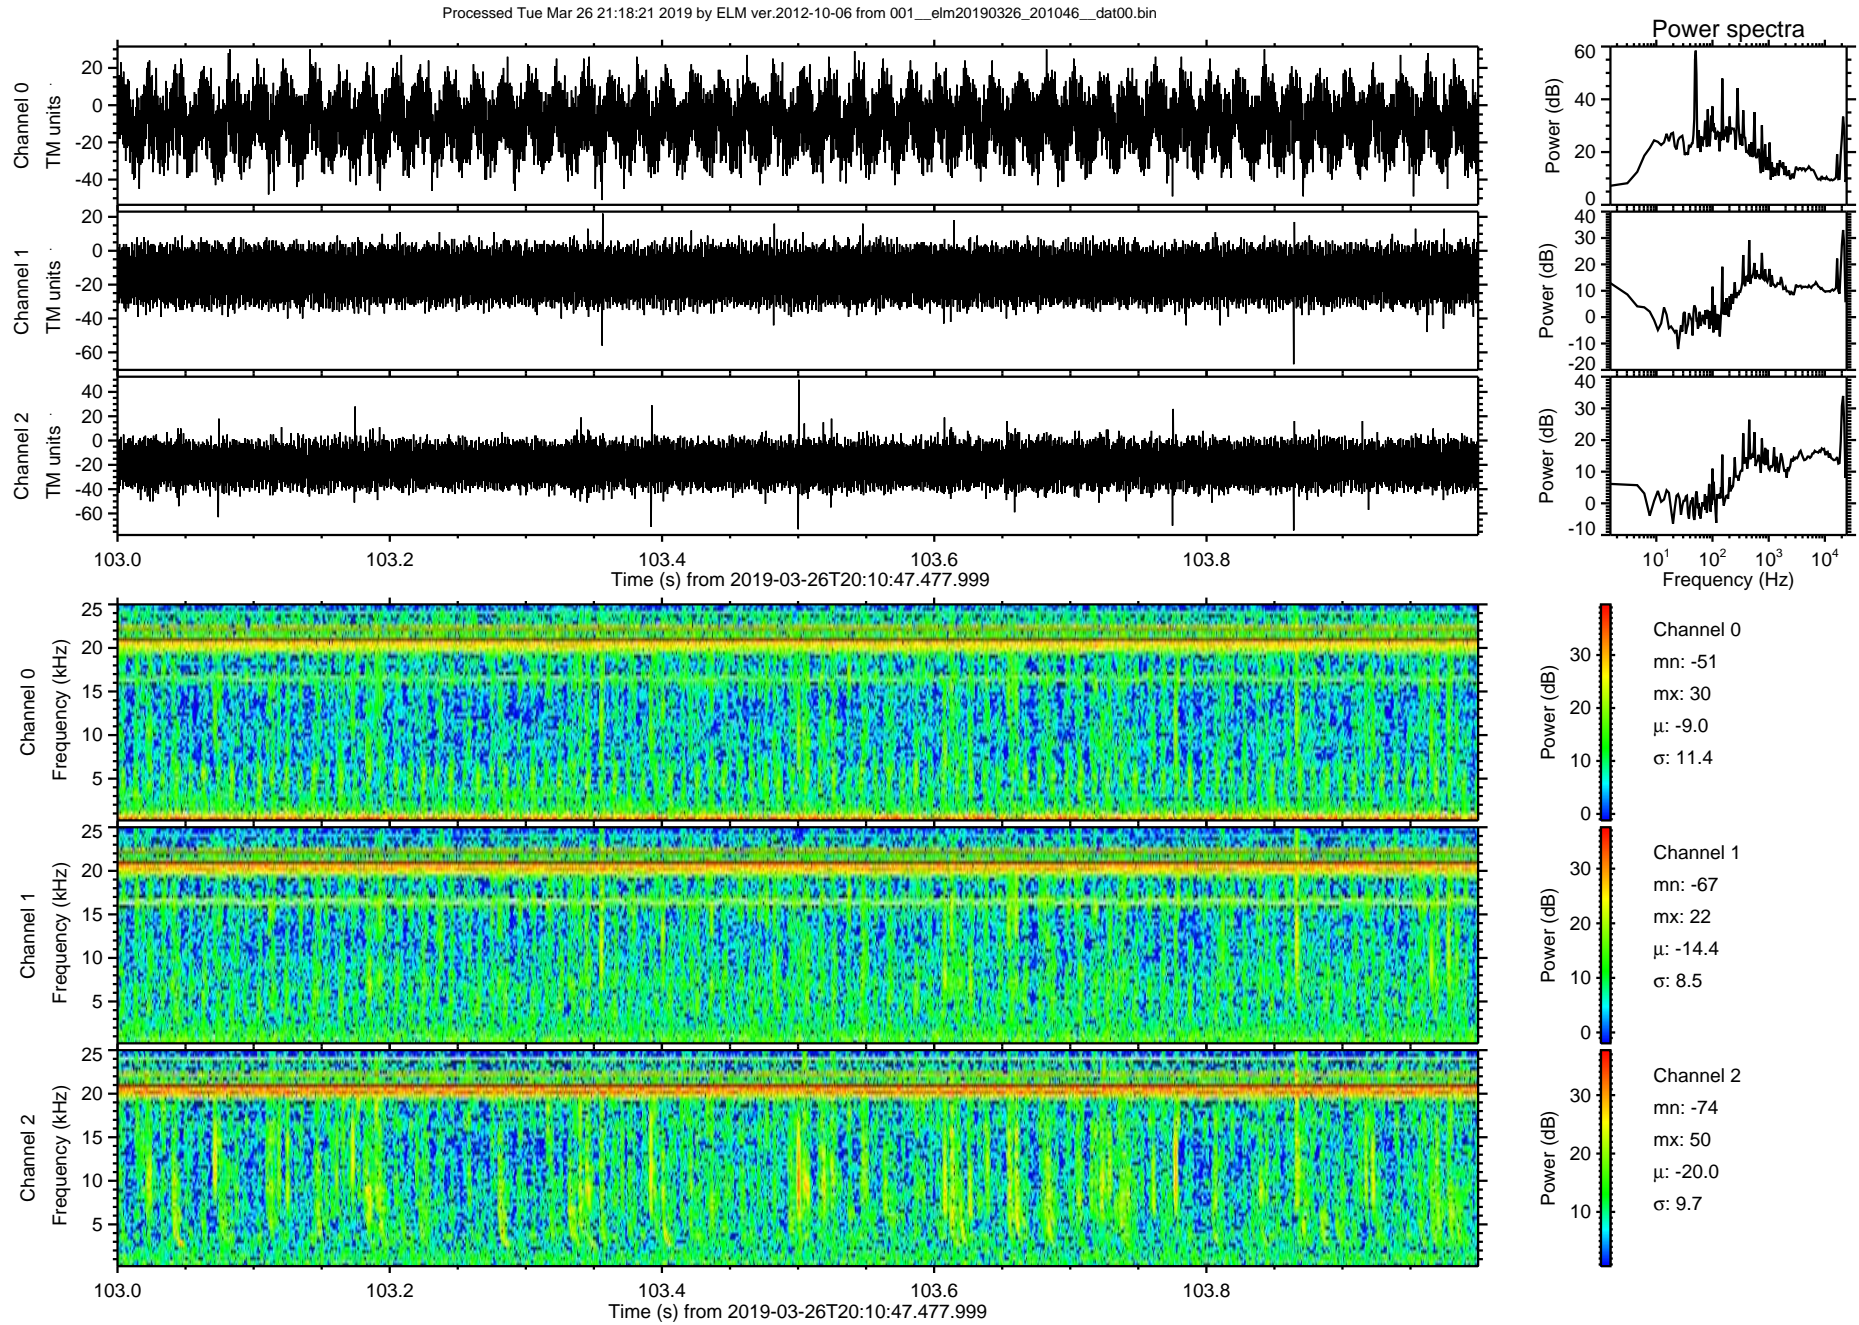 Processed Tue Mar 26 21:18:21 2019 by ELM ver.2012-10-06 from 001__elm20190326_201046__dat00.bin
Power spectra
Channel 0
TM units
20
0
-20
-40
Power (dB)
60
40
20
0
Channel 1
TM units
20
0
-20
-40
-60
Power (dB)
40
30
20
10
0
-10
-20
Channel 2
TM units
40
20
0
-20
-40
-60
Power (dB)
40
30
20
10
0
-10
103.0 103.2 103.4 103.6 103.8
Time (s) from 2019-03-26T20:10:47.477.999
10^1 10^2 10^3 10^4
Frequency (Hz)
Channel 0
Frequency (kHz)
25
20
15
10
5
Power (dB)
30
20
10
0
Channel 0
mn: -51
mx: 30
μ: -9.0
σ: 11.4
Channel 1
Frequency (kHz)
25
20
15
10
5
Power (dB)
30
20
10
0
Channel 1
mn: -67
mx: 22
μ: -14.4
σ: 8.5
Channel 2
Frequency (kHz)
25
20
15
10
5
Power (dB)
30
20
10
Channel 2
mn: -74
mx: 50
μ: -20.0
σ: 9.7
103.0 103.2 103.4 103.6 103.8
Time (s) from 2019-03-26T20:10:47.477.999